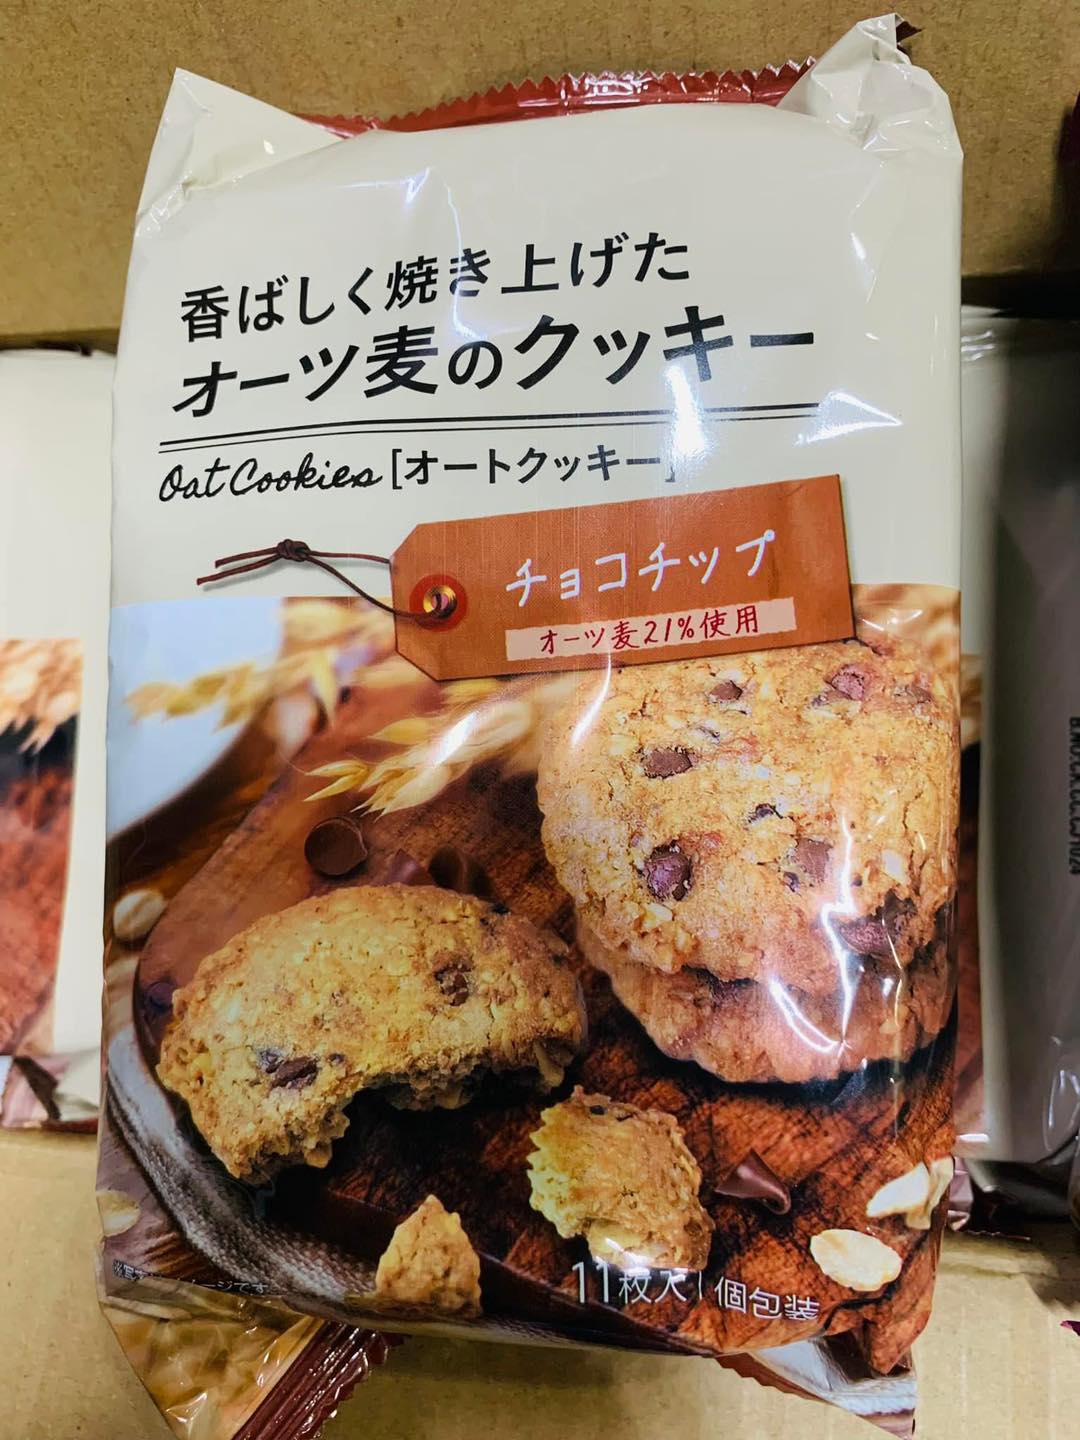 香ばしく焼き上げた
オーツ麦のクッキー
Oat Cookies [オートクッキー]
チョコチップ
オーツ麦21%使用
11枚入 | 個包装